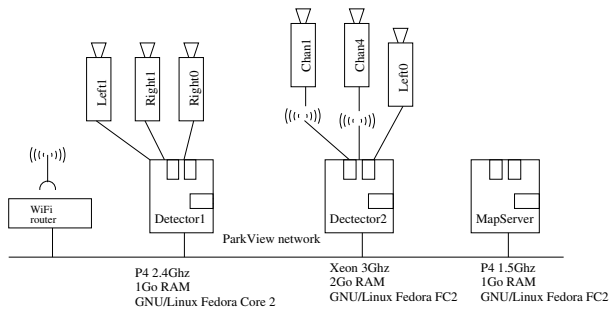 Left1
Right1
Right0
Chan1
Chan4
Left0
WiFi
router
Detector1
Dectector2
MapServer
ParkView network
P4 2.4Ghz
1Go RAM
GNU/Linux Fedora Core 2
Xeon 3Ghz
2Go RAM
GNU/Linux Fedora FC2
P4 1.5Ghz
1Go RAM
GNU/Linux Fedora FC2